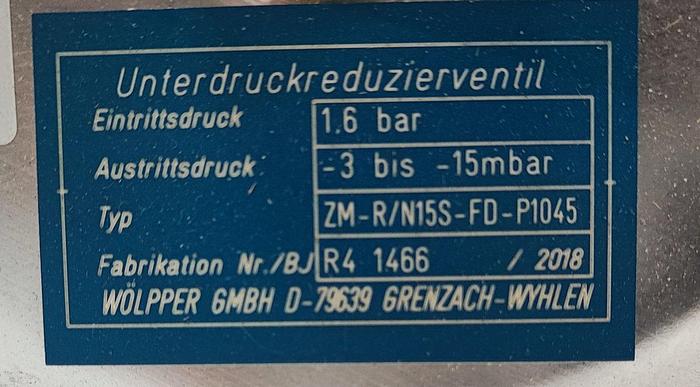 Unterdruckreduzierventil
Eintrittsdruck 1.6 bar
Austrittsdruck -3 bis -15mbar
Typ ZM-R/N15S-FD-P1045
Fabrikation Nr./BJ R4 1466 / 2018
WÖLPPER GMBH D-79639 GRENZACH-WYHLEN